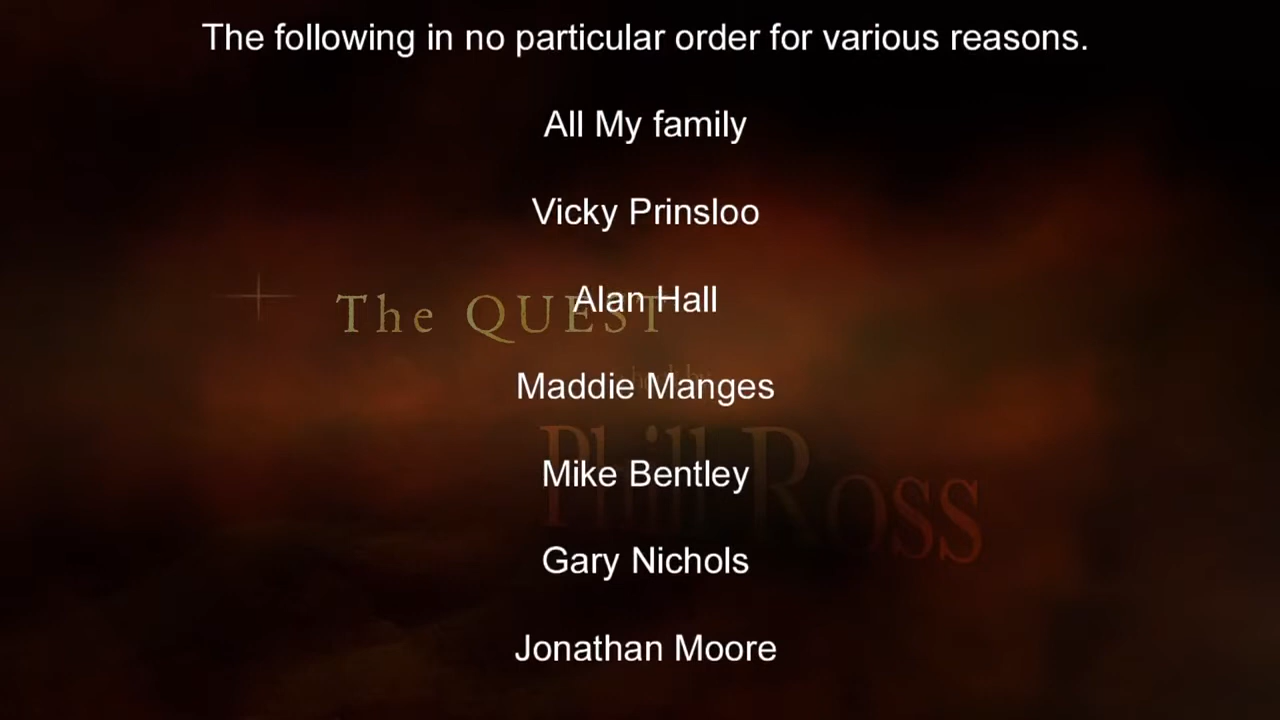 The following in no particular order for various reasons.
All My family
Vicky Prinsloo
Alan Hall
The QUEST
Maddie Manges
Mike Bentley
Phill Ross
Gary Nichols
Jonathan Moore